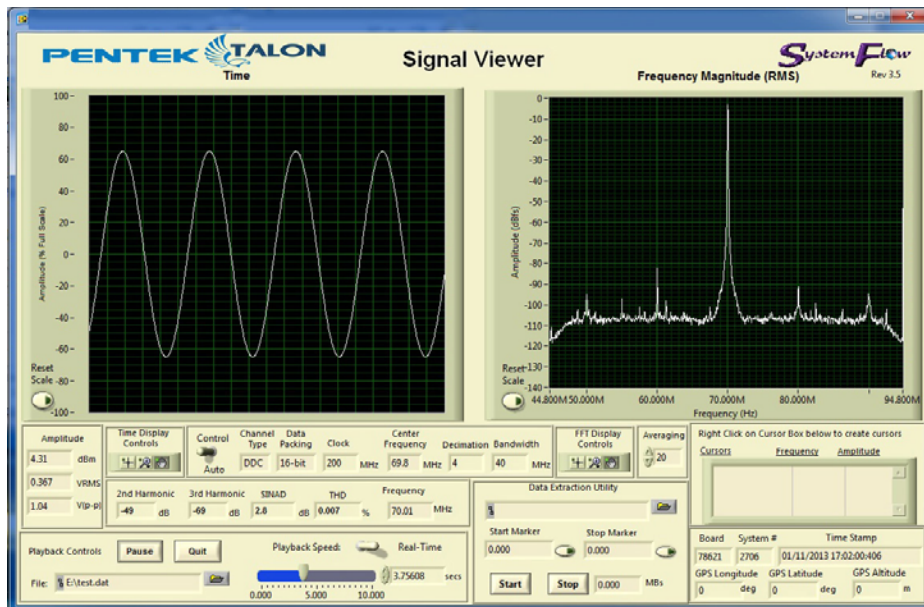 PENTEK TALON
Signal Viewer
SystemFlow
Rev 3.5
Time
100
80
60
40
20
0
-20
-40
-60
-80
-100
Amplitude (% Full Scale)
Reset
Scale
Frequency Magnitude (RMS)
0
-10
-20
-30
-40
-50
-60
-70
-80
-90
-100
-110
-120
-130
-140
Amplitude (dBfs)
Reset
Scale
44.800M 50.000M 60.000M 70.000M 80.000M 94.800M
Frequency (Hz)
Amplitude
4.31 dBm
0.367 VRMS
1.04 V(p-p)
Time Display
Controls
Control
Auto
Channel
Type
DDC
Data
Packing
16-bit
Clock
200 MHz
Center
Frequency
69.8 MHz
Decimation
4
Bandwidth
40 MHz
FFT Display
Controls
Averaging
20
2nd Harmonic
-49 dB
3rd Harmonic
-69 dB
SINAD
2.8 dB
THD
0.007 %
Frequency
70.01 MHz
Right Click on Cursor Box below to create cursors
Cursors Frequency Amplitude
Data Extraction Utility
Start Marker
0.000
Stop Marker
0.000
Start
Stop
0.000 MBs
Playback Controls
Pause
Quit
Playback Speed:
Real-Time
File: E:\test.dat
0.000 5.000 10.000
3.75608 secs
Board System # Time Stamp
78621 2706 01/11/2013 17:02:00:406
GPS Longitude GPS Latitude GPS Altitude
0 deg 0 deg 0 m